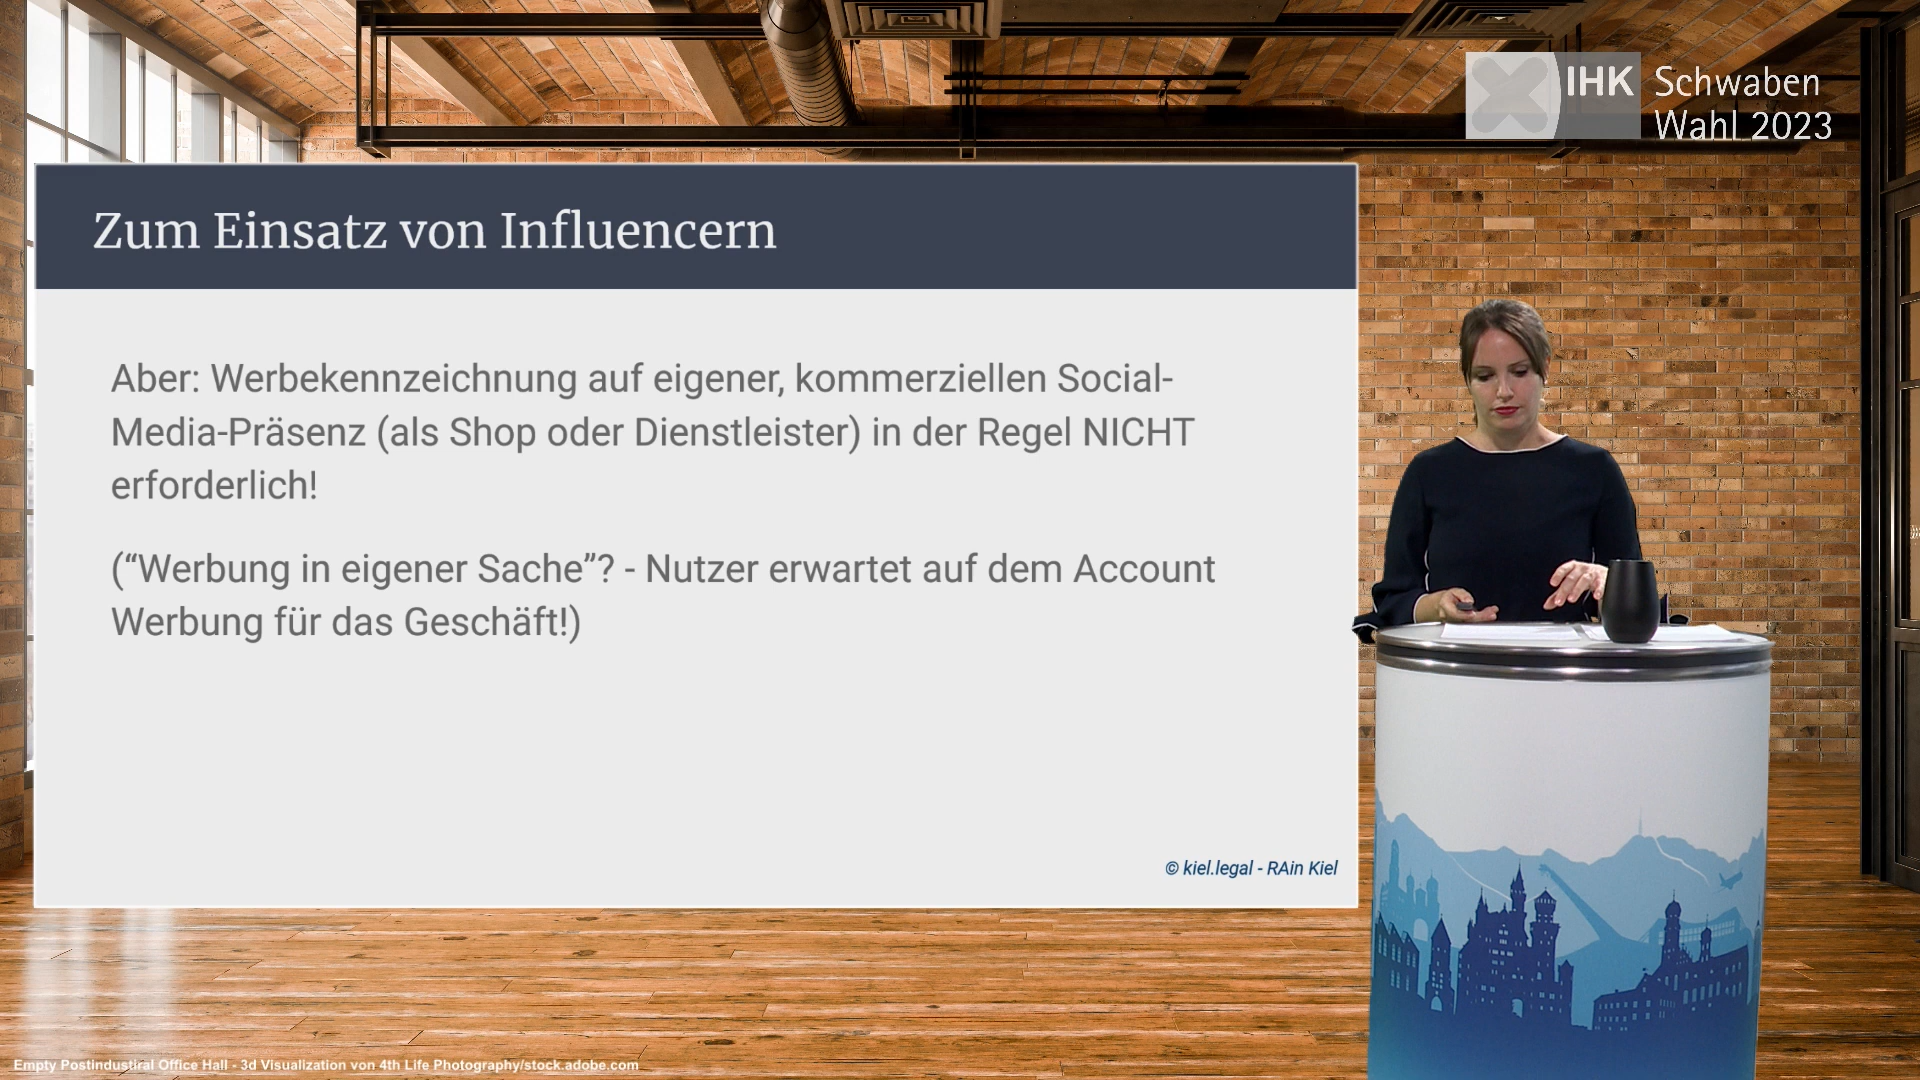 IHK Schwaben
Wahl 2023
Zum Einsatz von Influencern
Aber: Werbekennzeichnung auf eigener, kommerziellen Social-
Media-Präsenz (als Shop oder Dienstleister) in der Regel NICHT
erforderlich!
(“Werbung in eigener Sache”? - Nutzer erwartet auf dem Account
Werbung für das Geschäft!)
© kiel.legal - RAin Kiel
Empty Postindustiral Office Hall - 3d Visualization von 4th Life Photography/stock.adobe.com